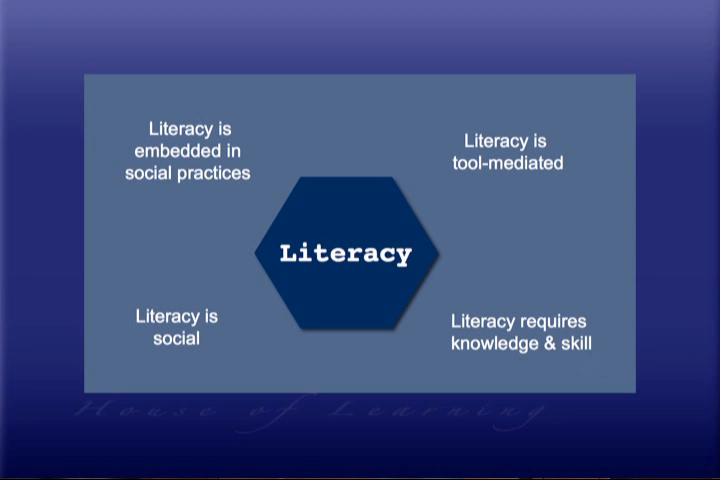 Literacy is
embedded in
social practices
Literacy is
tool-mediated
Literacy
Literacy is
social
Literacy requires
knowledge & skill
House of Learning